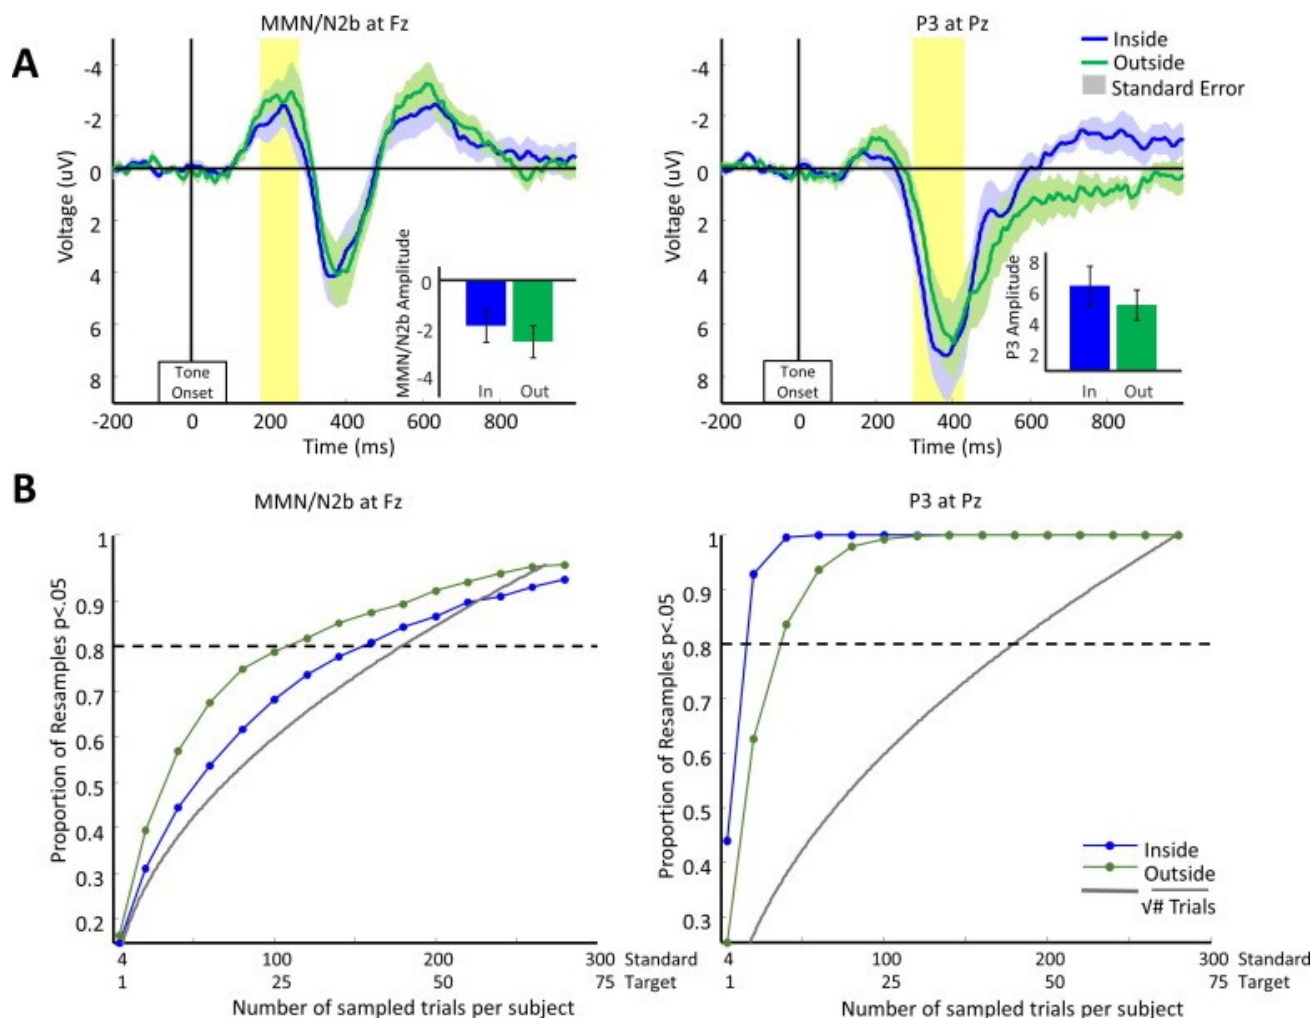 A
MMN/N2b at Fz
-4
-2
0
2
4
6
8
Voltage (uV)
Tone
Onset
-200
0
200
400
600
800
Time (ms)
MMN/N2b Amplitude
0
-2
-4
In
Out
P3 at Pz
Inside
Outside
Standard Error
-4
-2
0
2
4
6
8
Voltage (uV)
Tone
Onset
-200
0
200
400
600
800
Time (ms)
P3 Amplitude
8
6
4
2
In
Out
B
MMN/N2b at Fz
1
0.9
0.8
0.7
0.6
0.5
0.4
0.3
0.2
Proportion of Resamples p<.05
4 100 200 300 Standard
1 25 50 75 Target
Number of sampled trials per subject
P3 at Pz
1
0.9
0.8
0.7
0.6
0.5
0.4
0.3
Proportion of Resamples p<.05
Inside
Outside
√# Trials
4 100 200 300 Standard
1 25 50 75 Target
Number of sampled trials per subject